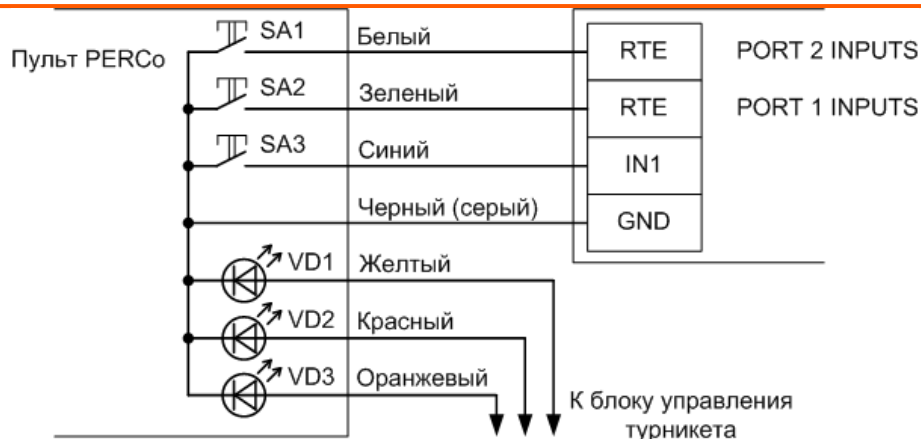 Пульт PERCo
SA1
Белый
RTE
PORT 2 INPUTS
SA2
Зеленый
RTE
PORT 1 INPUTS
SA3
Синий
IN1
Черный (серый)
GND
VD1
Желтый
VD2
Красный
VD3
Оранжевый
К блоку управления
турникета